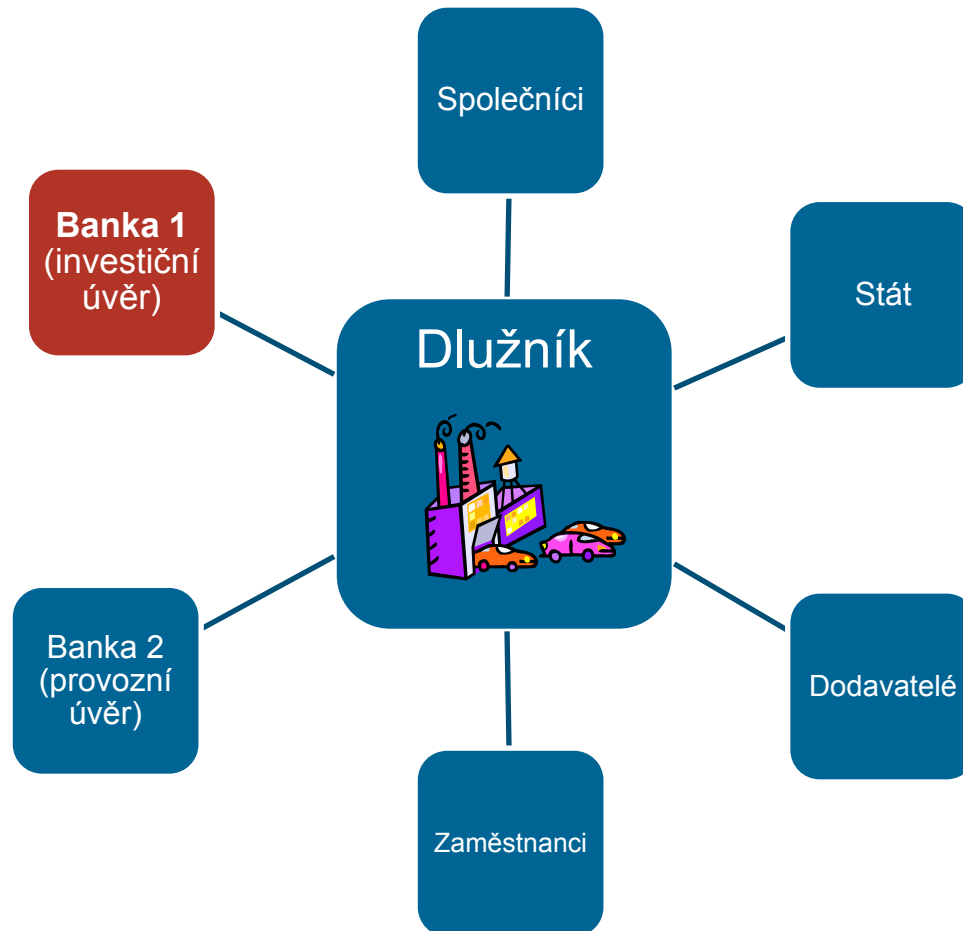 Společníci
Banka 1
(investiční
úvěr)
Stát
Dlužník
Banka 2
(provozní
úvěr)
Dodavatelé
Zaměstnanci